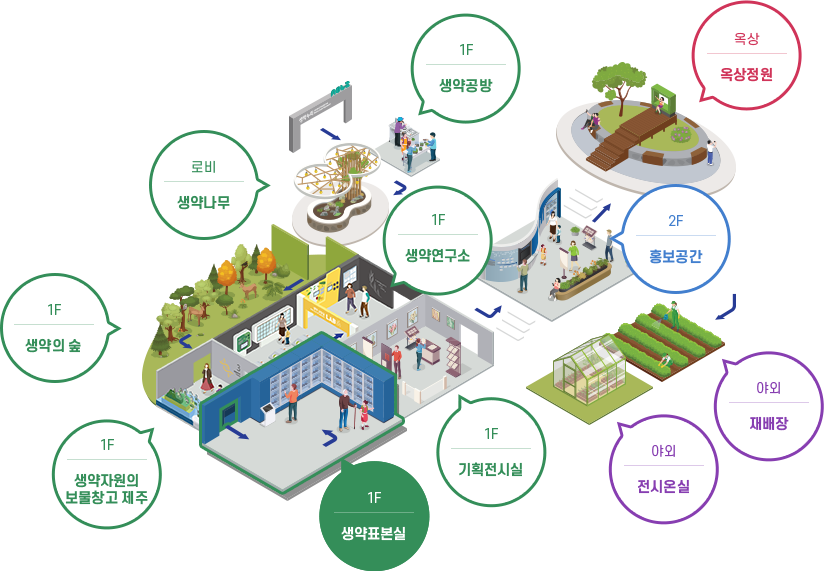 1F
생약공방
옥상
옥상정원
로비
생약나무
1F
생약연구소
2F
홍보공간
1F
생약의 숲
야외
재배장
1F
생약자원의
보물창고 제주
1F
기획전시실
야외
전시온실
1F
생약표본실